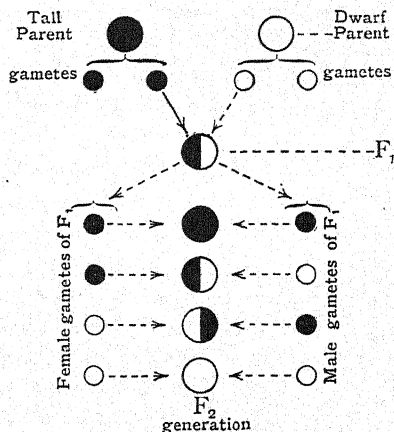 Tall
Parent
Dwarf
Parent
gametes
gametes
F1
Female gametes of F1
Male gametes of F1
F2
generation